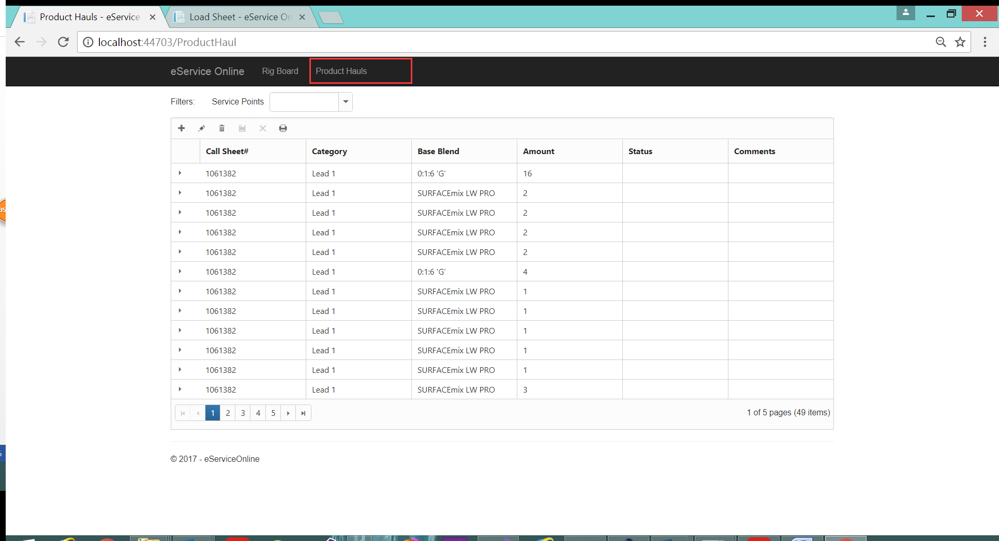 Product Hauls - eService
Load Sheet - eService On
localhost:44703/ProductHaul
eService Online Rig Board Product Hauls
Filters: Service Points
Call Sheet# Category Base Blend Amount Status Comments
1061382 Lead 1 0:1:6 'G' 16
1061382 Lead 1 SURFACEmix LW PRO 2
1061382 Lead 1 SURFACEmix LW PRO 2
1061382 Lead 1 SURFACEmix LW PRO 2
1061382 Lead 1 SURFACEmix LW PRO 2
1061382 Lead 1 0:1:6 'G' 4
1061382 Lead 1 SURFACEmix LW PRO 1
1061382 Lead 1 SURFACEmix LW PRO 1
1061382 Lead 1 SURFACEmix LW PRO 1
1061382 Lead 1 SURFACEmix LW PRO 1
1061382 Lead 1 SURFACEmix LW PRO 1
1061382 Lead 1 SURFACEmix LW PRO 3
1 2 3 4 5 1 of 5 pages (49 items)
© 2017 - eServiceOnline